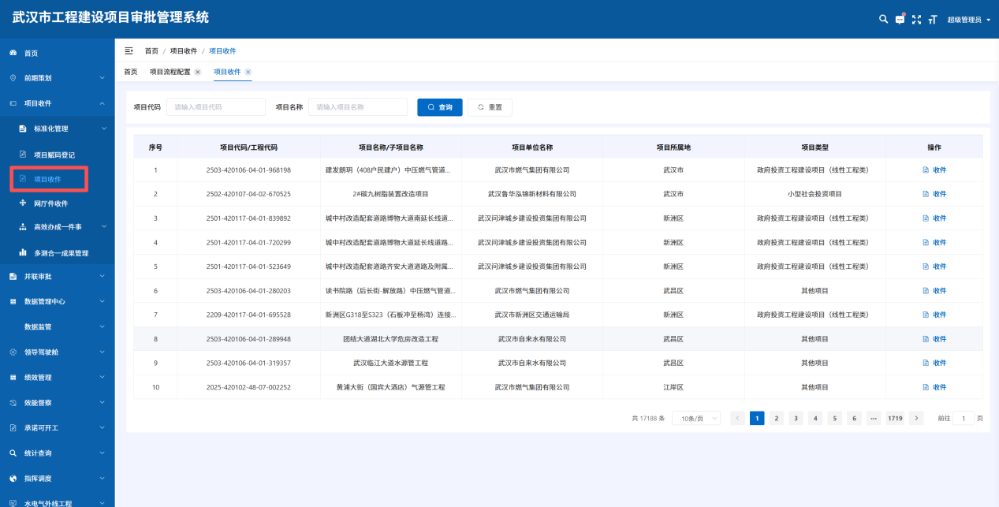 武汉市工程建设项目审批管理系统
超级管理员
首页
前期策划
项目收件
标准化管理
项目赋码登记
项目收件
网厅件收件
高效办成一件事
多测合一成果管理
并联审批
数据管理中心
数据监管
领导驾驶舱
绩效管理
效能督察
承诺可开工
统计查询
指挥调度
水电气外线工程
首页 / 项目收件 / 项目收件
首页 项目流程配置 项目收件
项目代码 请输入项目代码 项目名称 请输入项目名称 查询 重置
序号 项目代码/工程代码 项目名称/子项目名称 项目单位名称 项目所属地 项目类型 操作
1 2503-420106-04-01-968198 建发朗玥（408户民建户）中压燃气管道... 武汉市燃气集团有限公司 武汉市 政府投资工程建设项目（线性工程类） 收件
2 2502-420107-04-02-670525 2#碳九树脂装置改造项目 武汉鲁华泓锦新材料有限公司 武汉市 小型社会投资项目 收件
3 2501-420117-04-01-839892 城中村改造配套道路博物大道南延长线道... 武汉问津城乡建设投资集团有限公司 新洲区 政府投资工程建设项目（线性工程类） 收件
4 2501-420117-04-01-720299 城中村改造配套道路博物大道延长线道路... 武汉问津城乡建设投资集团有限公司 新洲区 政府投资工程建设项目（线性工程类） 收件
5 2501-420117-04-01-523649 城中村改造配套道路齐安大道道路及附属... 武汉问津城乡建设投资集团有限公司 新洲区 政府投资工程建设项目（线性工程类） 收件
6 2503-420106-04-01-280203 读书院路（后长街-解放路）中压燃气管道... 武汉市燃气集团有限公司 武昌区 其他项目 收件
7 2209-420117-04-01-695528 新洲区G318至S323（石板冲至杨湾）连接... 武汉市新洲区交通运输局 新洲区 政府投资工程建设项目（线性工程类） 收件
8 2503-420106-04-01-289948 团结大道湖北大学危房改造工程 武汉市自来水有限公司 武昌区 其他项目 收件
9 2503-420106-04-01-319357 武汉临江大道水源管工程 武汉市自来水有限公司 武昌区 其他项目 收件
10 2025-420102-48-07-002252 黄浦大街（国宾大酒店）气源管工程 武汉市燃气集团有限公司 江岸区 其他项目 收件
共 17188 条 10条/页 1 2 3 4 5 6 ... 1719 前往 1 页